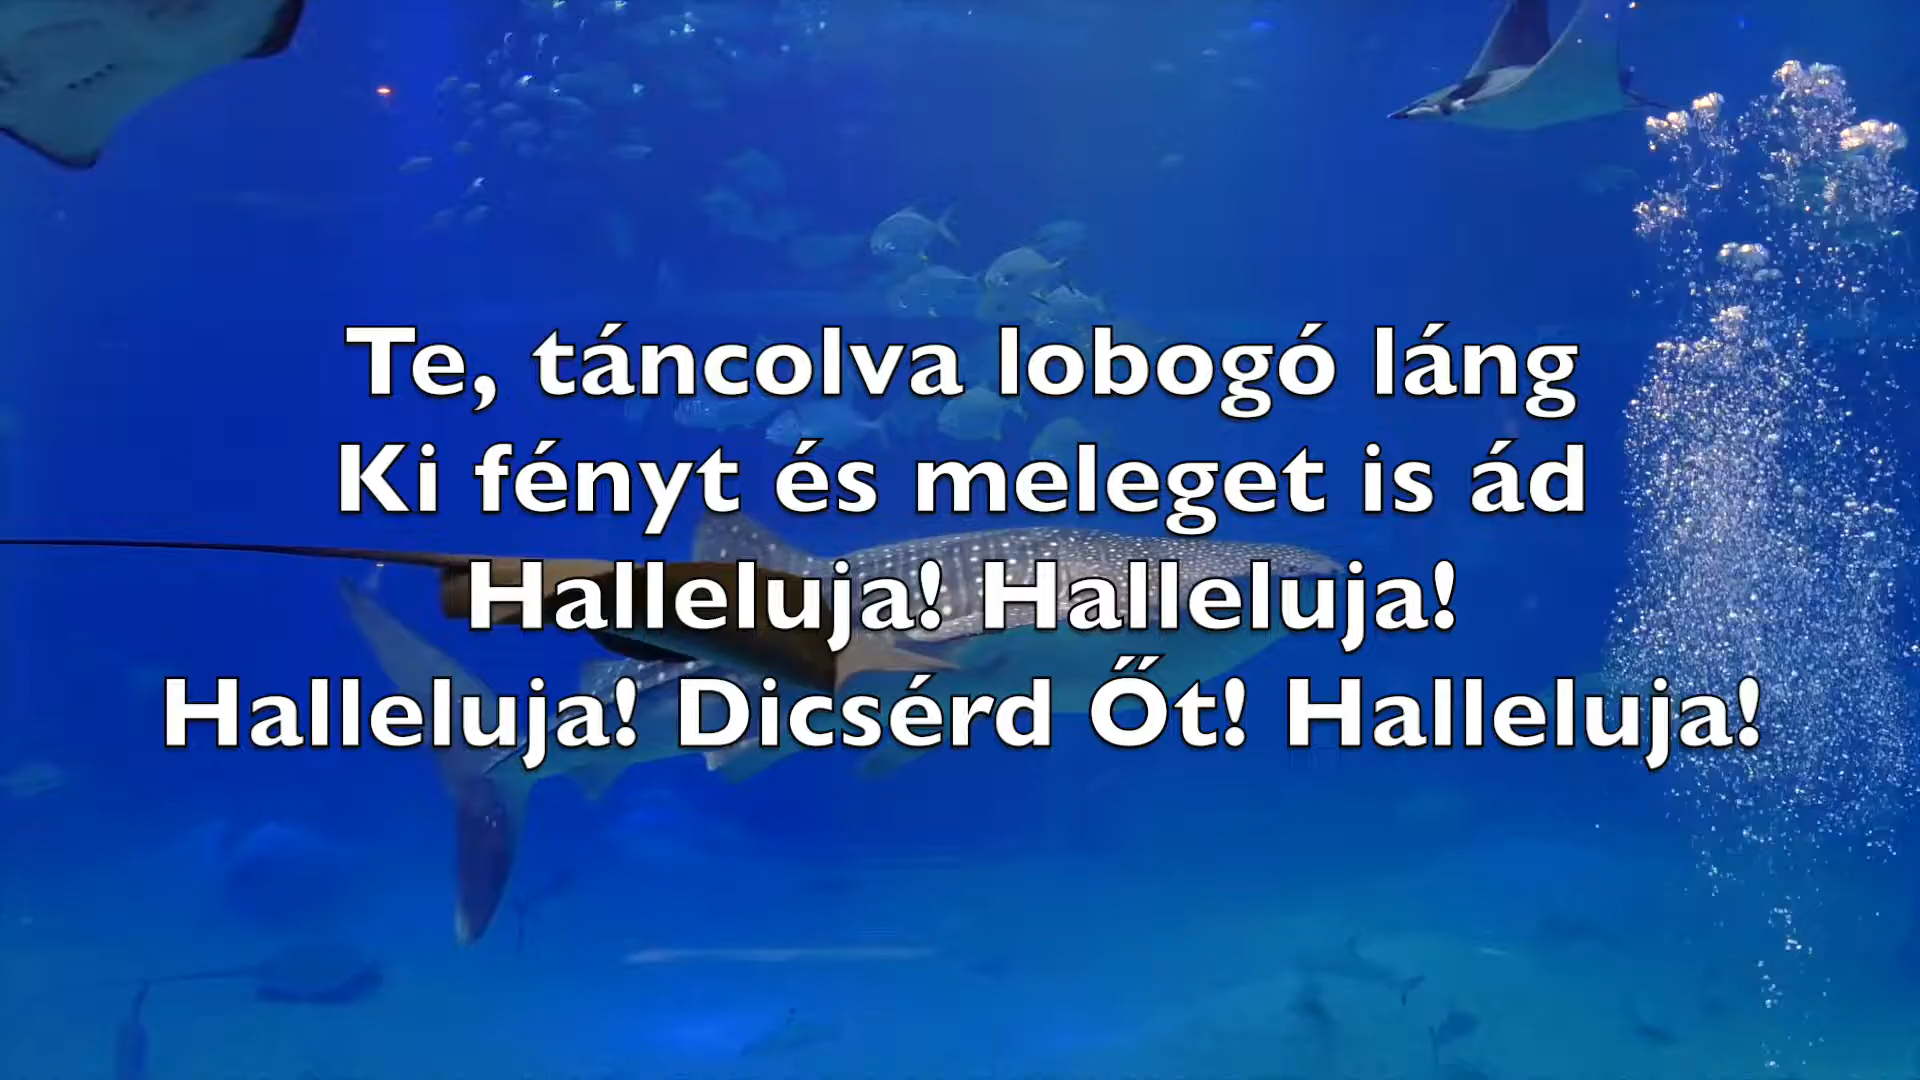 Te, táncolva lobogó láng
Ki fényt és meleget is ád
Halleluja! Halleluja!
Halleluja! Dicsérd Őt! Halleluja!